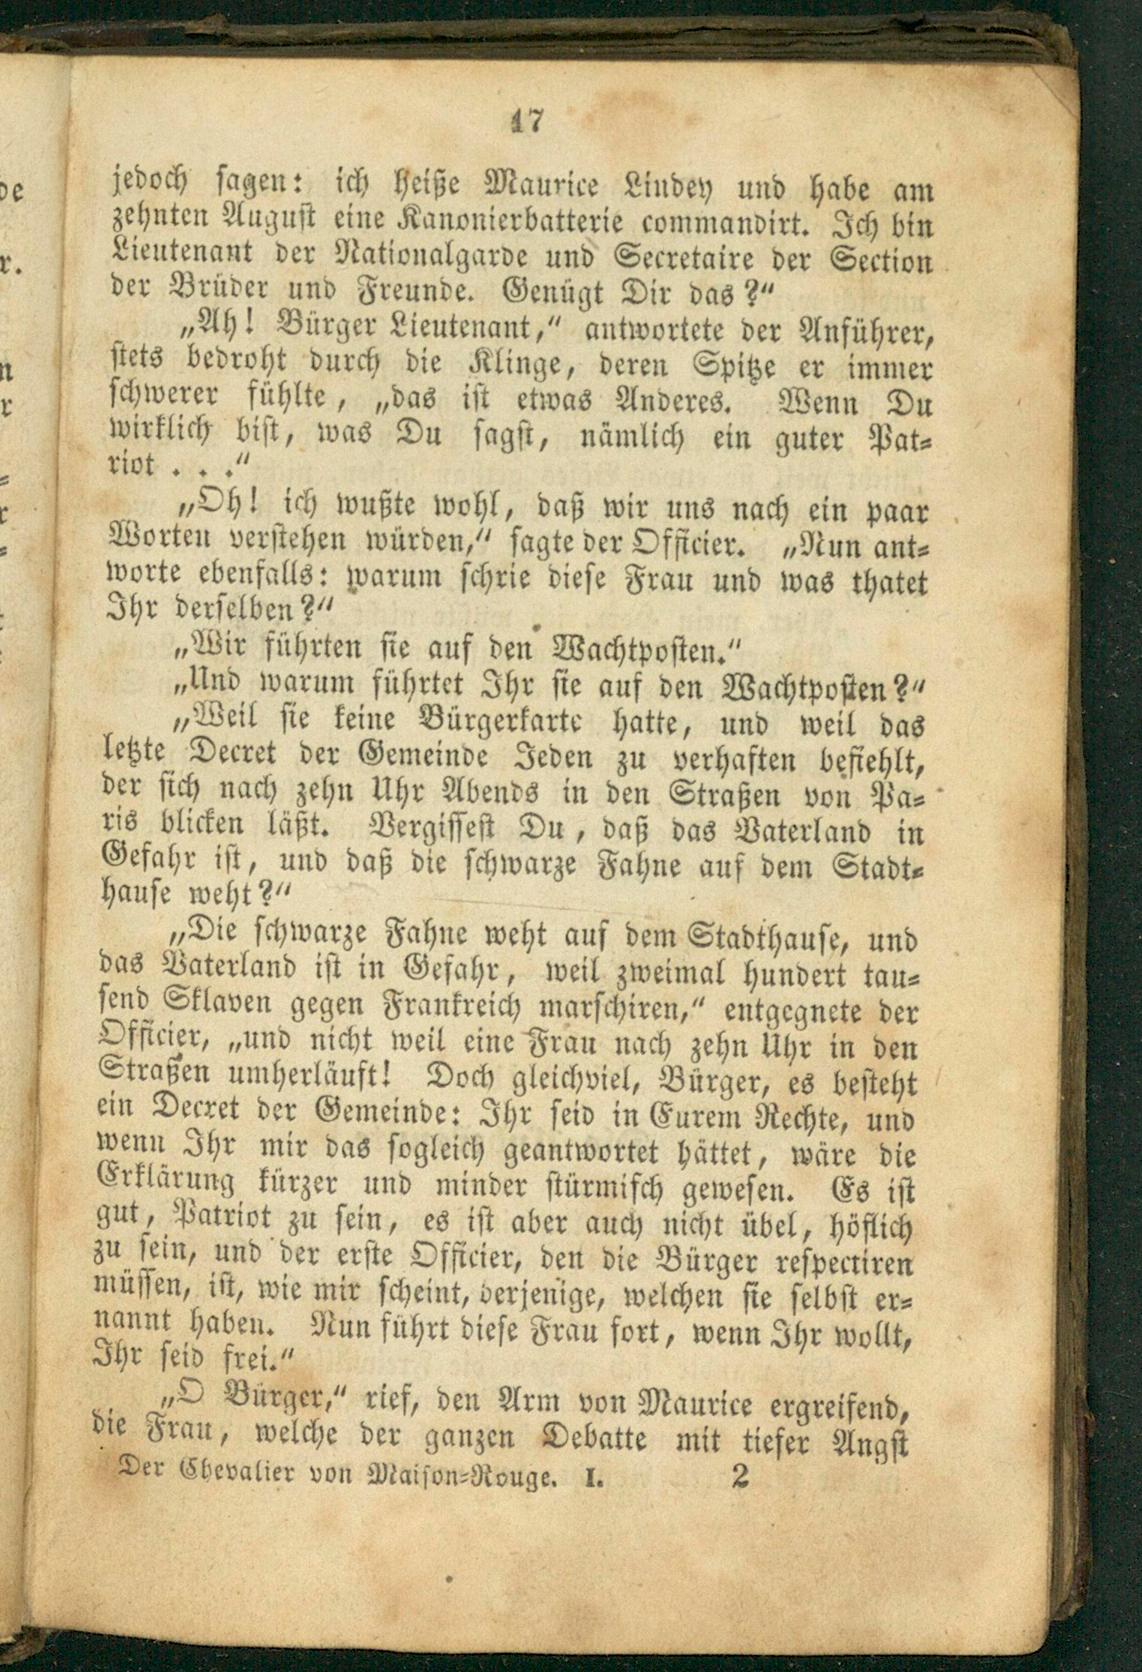 17
jedoch sagen: ich heiße Maurice Lindey und habe am
zehnten August eine Kanonierbatterie commandirt. Ich bin
Lieutenant der Nationalgarde und Secretaire der Section
der Brüder und Freunde. Genügt Dir das?“
„Ah! Bürger Lieutenant,“ antwortete der Anführer,
stets bedroht durch die Klinge, deren Spitze er immer
schwerer fühlte, „das ist etwas Anderes. Wenn Du
wirklich bist, was Du sagst, nämlich ein guter Pat-
riot . . .“
„Oh! ich wußte wohl, daß wir uns nach ein paar
Worten verstehen würden,“ sagte der Officier. „Nun ant-
worte ebenfalls: warum schrie diese Frau und was thatet
Ihr derselben?“
„Wir führten sie auf den Wachtposten.“
„Und warum führtet Ihr sie auf den Wachtposten?“
„Weil sie keine Bürgerkarte hatte, und weil das
letzte Decret der Gemeinde Jeden zu verhaften befiehlt,
der sich nach zehn Uhr Abends in den Straßen von Pa-
ris blicken läßt. Vergissest Du, daß das Vaterland in
Gefahr ist, und daß die schwarze Fahne auf dem Stadt-
hause weht?“
„Die schwarze Fahne weht auf dem Stadthause, und
das Vaterland ist in Gefahr, weil zweimal hundert tau-
send Sklaven gegen Frankreich marschiren,“ entgegnete der
Officier, „und nicht weil eine Frau nach zehn Uhr in den
Straßen umherläuft! Doch gleichviel, Bürger, es besteht
ein Decret der Gemeinde: Ihr seid in Eurem Rechte, und
wenn Ihr mir das sogleich geantwortet hättet, wäre die
Erklärung kürzer und minder stürmisch gewesen. Es ist
gut, Patriot zu sein, es ist aber auch nicht übel, höflich
zu sein, und der erste Officier, den die Bürger respectiren
müssen, ist, wie mir scheint, derjenige, welchen sie selbst er-
nannt haben. Nun führt diese Frau fort, wenn Ihr wollt,
Ihr seid frei.“
„O Bürger,“ rief, den Arm von Maurice ergreifend,
die Frau, welche der ganzen Debatte mit tiefer Angst
Der Chevalier von Maison-Rouge. I. 2